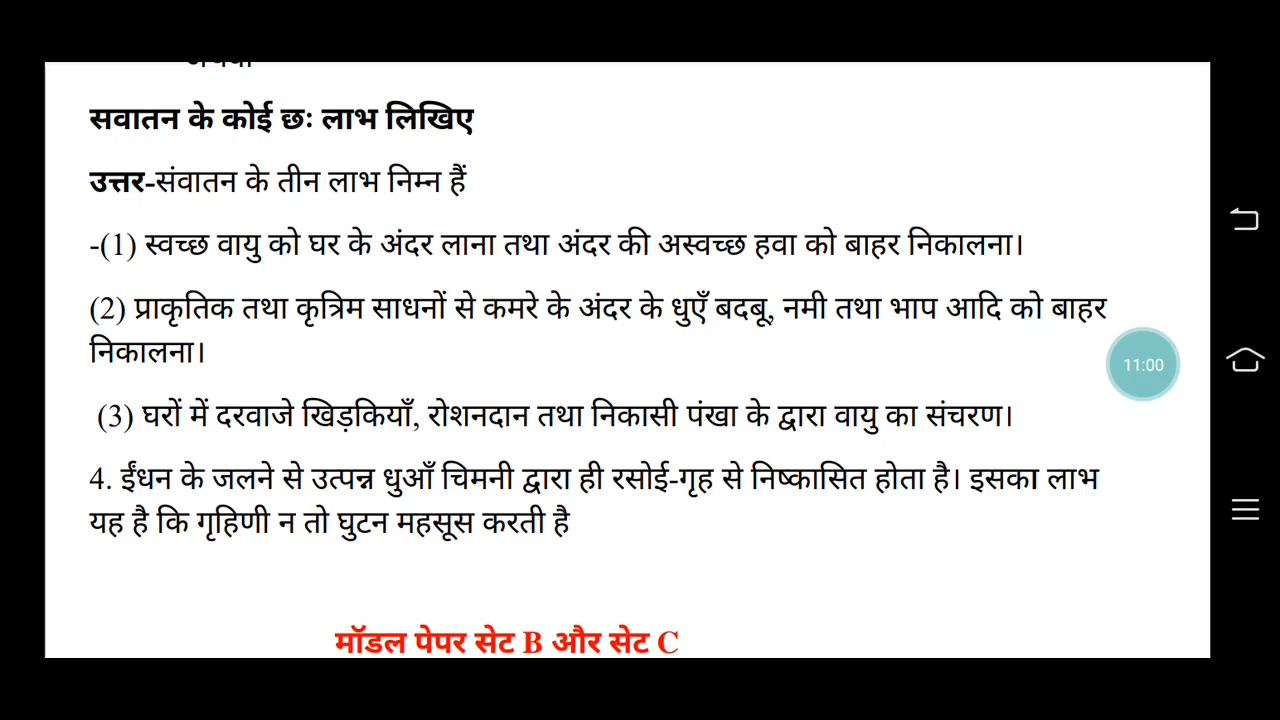 सवातन के कोई छः लाभ लिखिए
उत्तर-संवातन के तीन लाभ निम्न हैं
-(1) स्वच्छ वायु को घर के अंदर लाना तथा अंदर की अस्वच्छ हवा को बाहर निकालना।
(2) प्राकृतिक तथा कृत्रिम साधनों से कमरे के अंदर के धुएँ बदबू, नमी तथा भाप आदि को बाहर
निकालना।
(3) घरों में दरवाजे खिड़कियाँ, रोशनदान तथा निकासी पंखा के द्वारा वायु का संचरण।
11:00
4. ईंधन के जलने से उत्पन्न धुआँ चिमनी द्वारा ही रसोई-गृह से निष्कासित होता है। इसका लाभ
यह है कि गृहिणी न तो घुटन महसूस करती है
मॉडल पेपर सेट B और सेट C